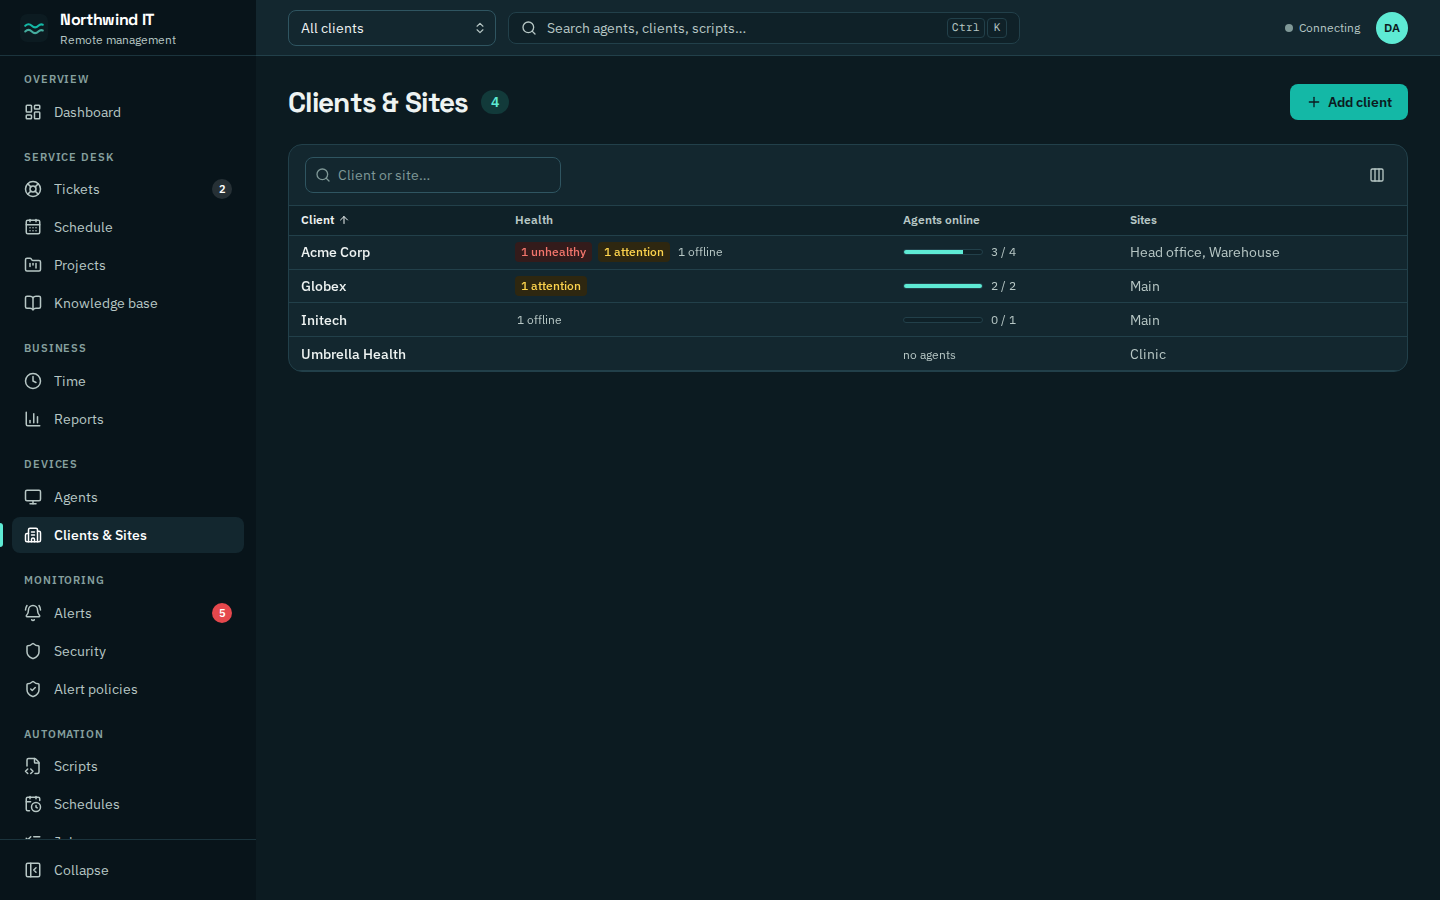 Northwind IT
Remote management
All clients
Search agents, clients, scripts...
Ctrl K
Connecting
DA
OVERVIEW
Dashboard
SERVICE DESK
Tickets 2
Schedule
Projects
Knowledge base
BUSINESS
Time
Reports
DEVICES
Agents
Clients & Sites
MONITORING
Alerts 5
Security
Alert policies
AUTOMATION
Scripts
Schedules
Collapse
Clients & Sites 4
Add client
Client or site...
Client Health Agents online Sites
Acme Corp 1 unhealthy 1 attention 1 offline 3 / 4 Head office, Warehouse
Globex 1 attention 2 / 2 Main
Initech 1 offline 0 / 1 Main
Umbrella Health no agents Clinic